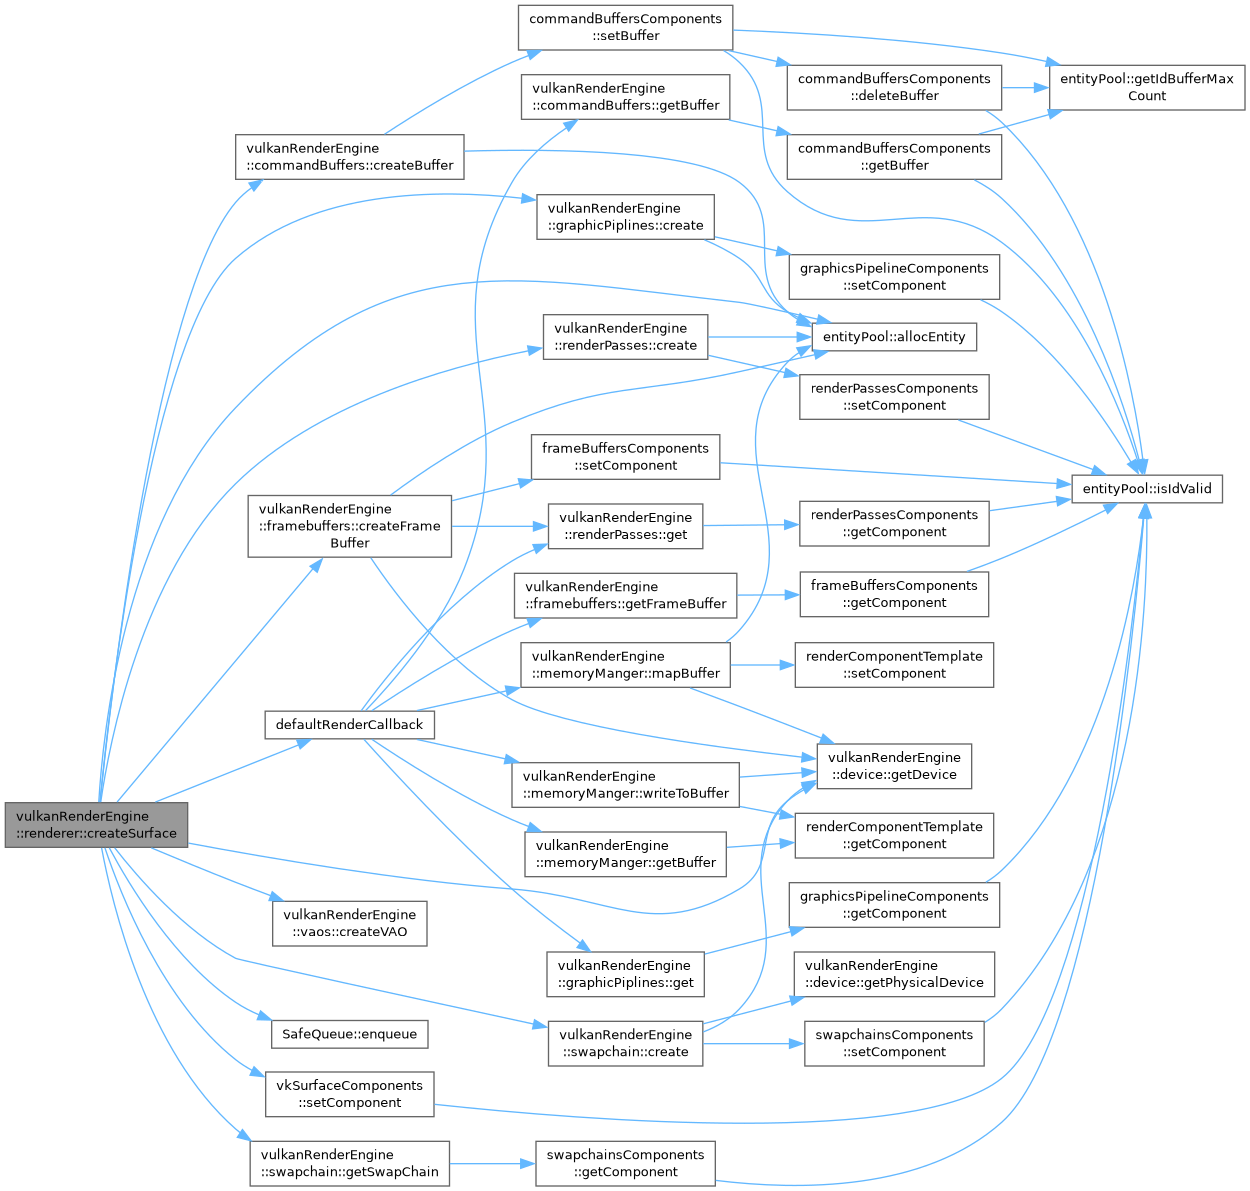 commandBuffersComponents
::setBuffer
commandBuffersComponents
::deleteBuffer
entityPool::getIdBufferMax
Count
vulkanRenderEngine
::commandBuffers::getBuffer
vulkanRenderEngine
::commandBuffers::createBuffer
commandBuffersComponents
::getBuffer
vulkanRenderEngine
::graphicPiplines::create
graphicsPipelineComponents
::setComponent
vulkanRenderEngine
::renderPasses::create
entityPool::allocEntity
renderPassesComponents
::setComponent
frameBuffersComponents
::setComponent
entityPool::isIdValid
vulkanRenderEngine
::framebuffers::createFrame
Buffer
vulkanRenderEngine
::renderPasses::get
renderPassesComponents
::getComponent
vulkanRenderEngine
::framebuffers::getFrameBuffer
frameBuffersComponents
::getComponent
vulkanRenderEngine
::memoryManger::mapBuffer
renderComponentTemplate
::setComponent
defaultRenderCallback
vulkanRenderEngine
::device::getDevice
vulkanRenderEngine
::memoryManger::writeToBuffer
vulkanRenderEngine
::renderer::createSurface
renderComponentTemplate
::getComponent
vulkanRenderEngine
::memoryManger::getBuffer
graphicsPipelineComponents
::getComponent
vulkanRenderEngine
::vaos::createVAO
vulkanRenderEngine
::graphicPiplines::get
vulkanRenderEngine
::device::getPhysicalDevice
SafeQueue::enqueue
vulkanRenderEngine
::swapchain::create
swapchainsComponents
::setComponent
vkSurfaceComponents
::setComponent
vulkanRenderEngine
::swapchain::getSwapChain
swapchainsComponents
::getComponent